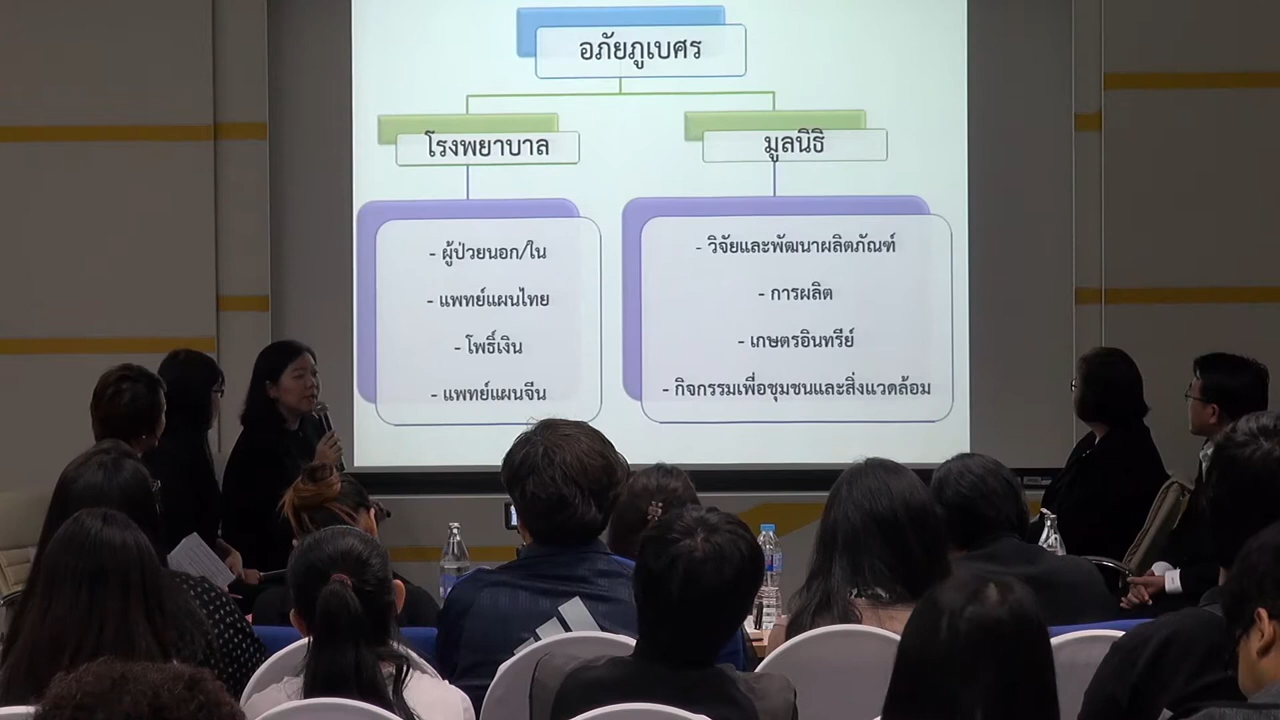 อภัยภูเบศร
โรงพยาบาล
มูลนิธิ
- ผู้ป่วยนอก/ใน
- แพทย์แผนไทย
- โพธิ์เงิน
- แพทย์แผนจีน
- วิจัยและพัฒนาผลิตภัณฑ์
- การผลิต
- เกษตรอินทรีย์
- กิจกรรมเพื่อชุมชนและสิ่งแวดล้อม